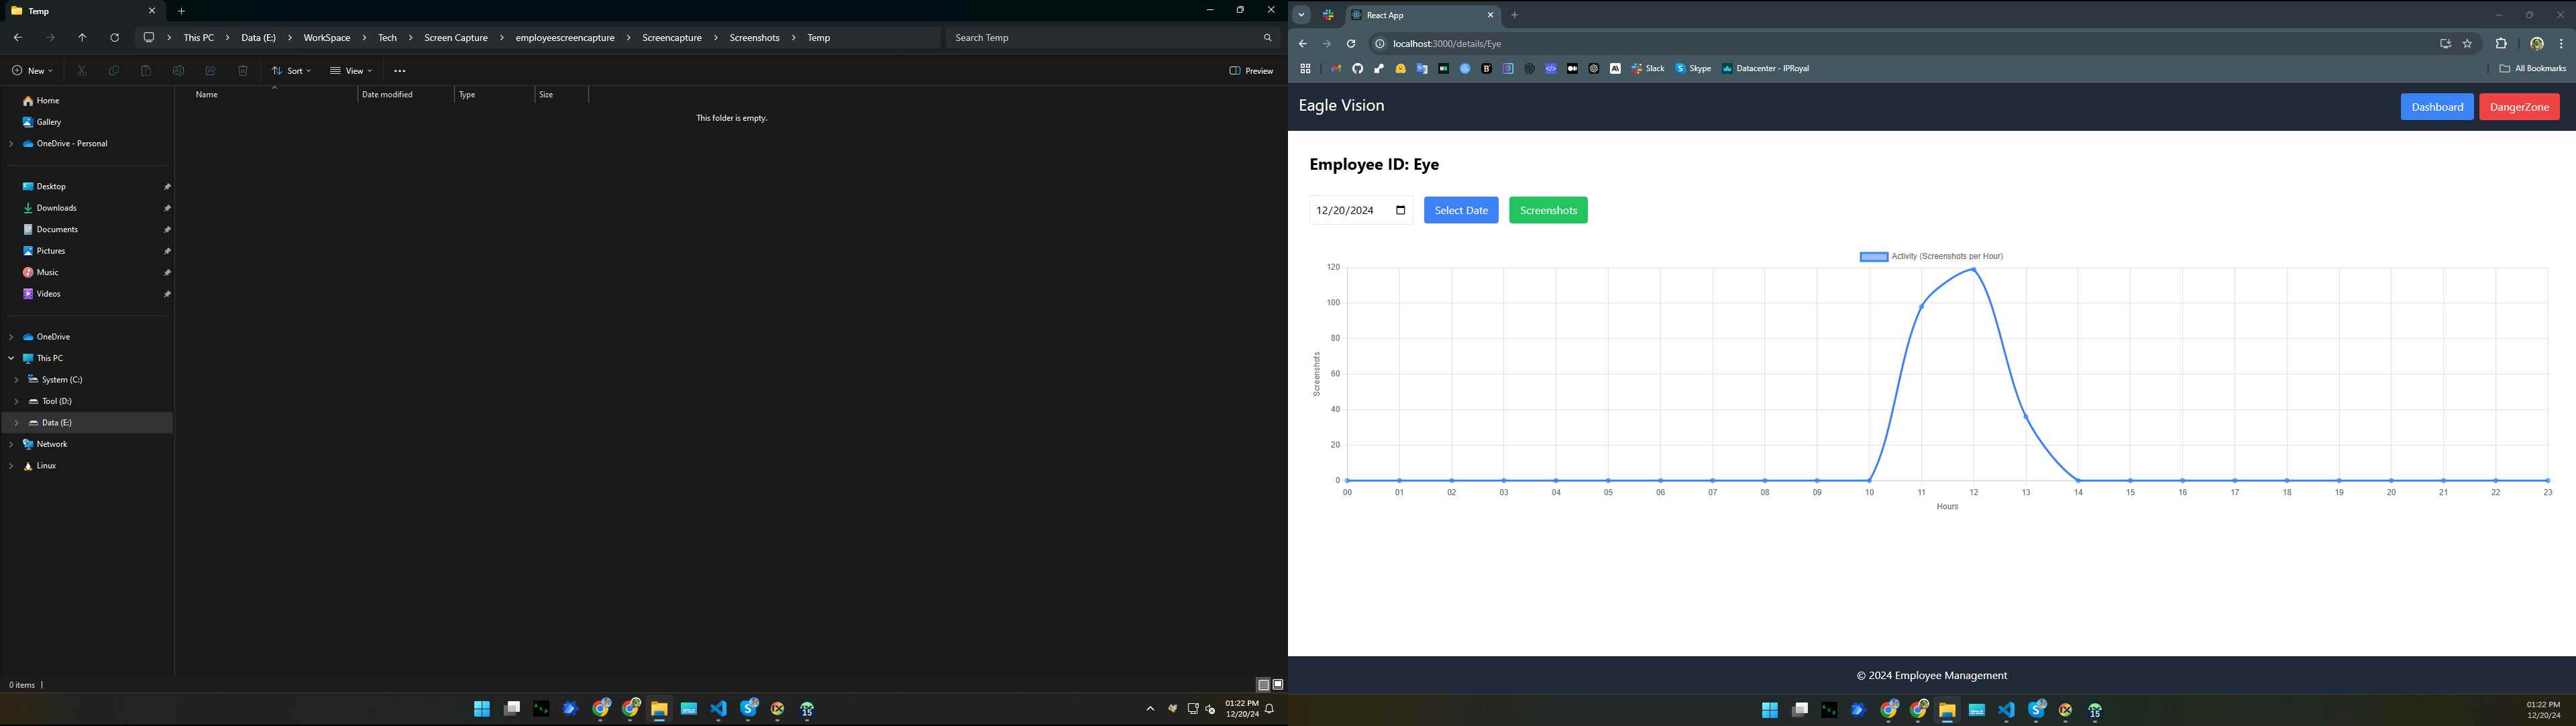 Temp
This PC > Data (E:) > WorkSpace > Tech > Screen Capture > employeescreencapture > Screencapture > Screenshots > Temp
Search Temp
New
Sort
View
Preview
Name
Date modified
Type
Size
This folder is empty.
Home
Gallery
OneDrive - Personal
Desktop
Downloads
Documents
Pictures
Music
Videos
OneDrive
This PC
System (C:)
Tool (D:)
Data (E:)
Network
Linux
0 items
15
01:22 PM
12/20/24
React App
localhost:3000/details/Eye
Slack
Skype
Datacenter - IPRoyal
All Bookmarks
Eagle Vision
Dashboard
DangerZone
Employee ID: Eye
12/20/2024
Select Date
Screenshots
Activity (Screenshots per Hour)
120
100
80
60
40
20
0
Screenshots
00 01 02 03 04 05 06 07 08 09 10 11 12 13 14 15 16 17 18 19 20 21 22 23
Hours
© 2024 Employee Management
15
01:22 PM
12/20/24